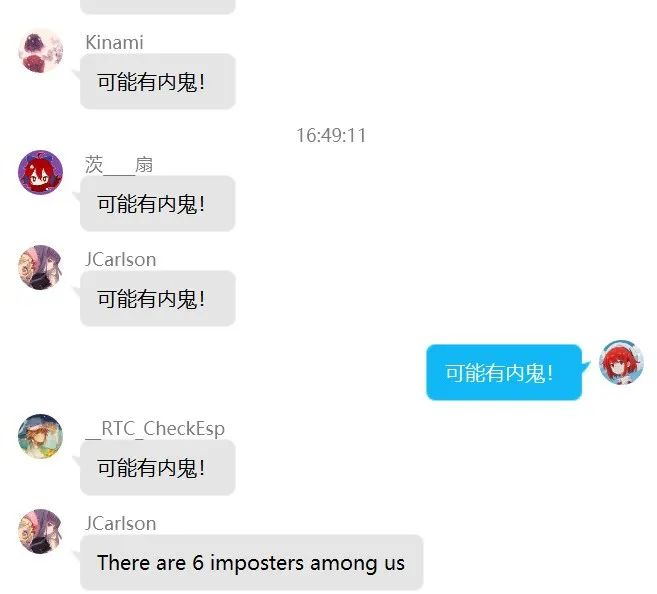 Kinami
可能有内鬼!
16:49:11
茨____扇
可能有内鬼!
JCarlson
可能有内鬼!
可能有内鬼!
__RTC_CheckEsp
可能有内鬼!
JCarlson
There are 6 imposters among us